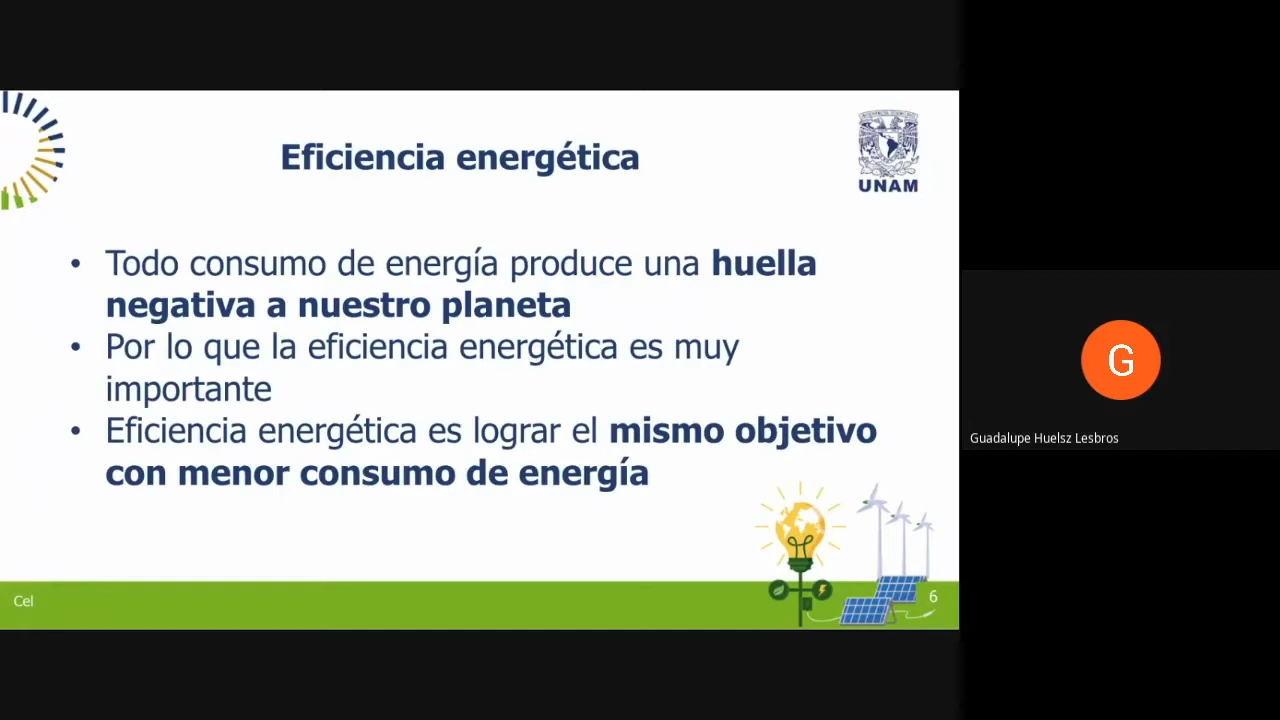 Eficiencia energética
UNAM
• Todo consumo de energía produce una huella
negativa a nuestro planeta
• Por lo que la eficiencia energética es muy
importante
• Eficiencia energética es lograr el mismo objetivo
con menor consumo de energía
Cel
6
G
Guadalupe Huelsz Lesbros